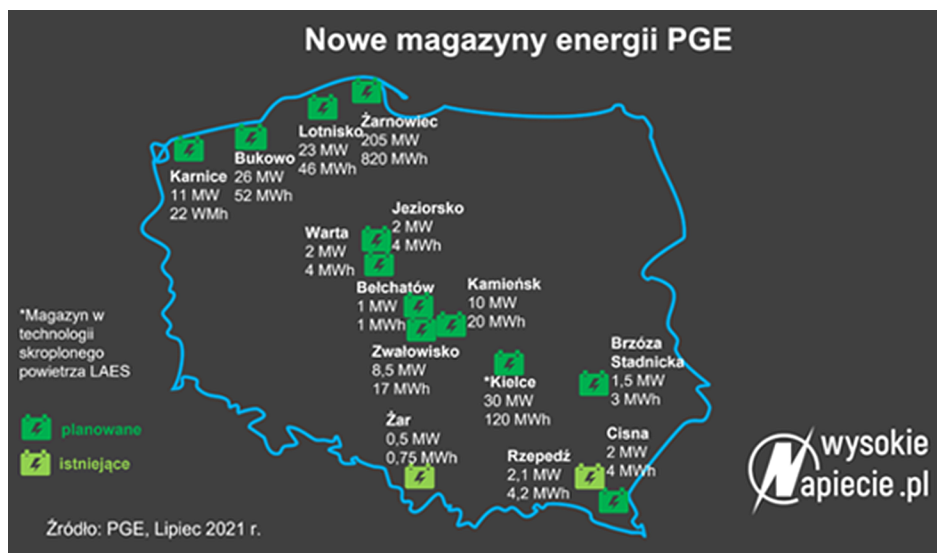 Nowe magazyny energii PGE
Żarnowiec
205 MW
820 MWh
Lotnisko
23 MW
46 MWh
Bukowo
26 MW
52 MWh
Karnice
11 MW
22 WMh
Jeziorsko
2 MW
4 MWh
Warta
2 MW
4 MWh
Bełchatów
1 MW
1 MWh
Kamieńsk
10 MW
20 MWh
Zwałowisko
8,5 MW
17 MWh
*Kielce
30 MW
120 MWh
Brzóza
Stadnicka
1,5 MW
3 MWh
Żar
0,5 MW
0,75 MWh
Rzepedź
2,1 MW
4,2 MWh
Cisna
2 MW
4 MWh
*Magazyn w
technologii
skroplonego
powietrza LAES
planowane
istniejące
Źródło: PGE, Lipiec 2021 r.
wysokie
Napiecie.pl